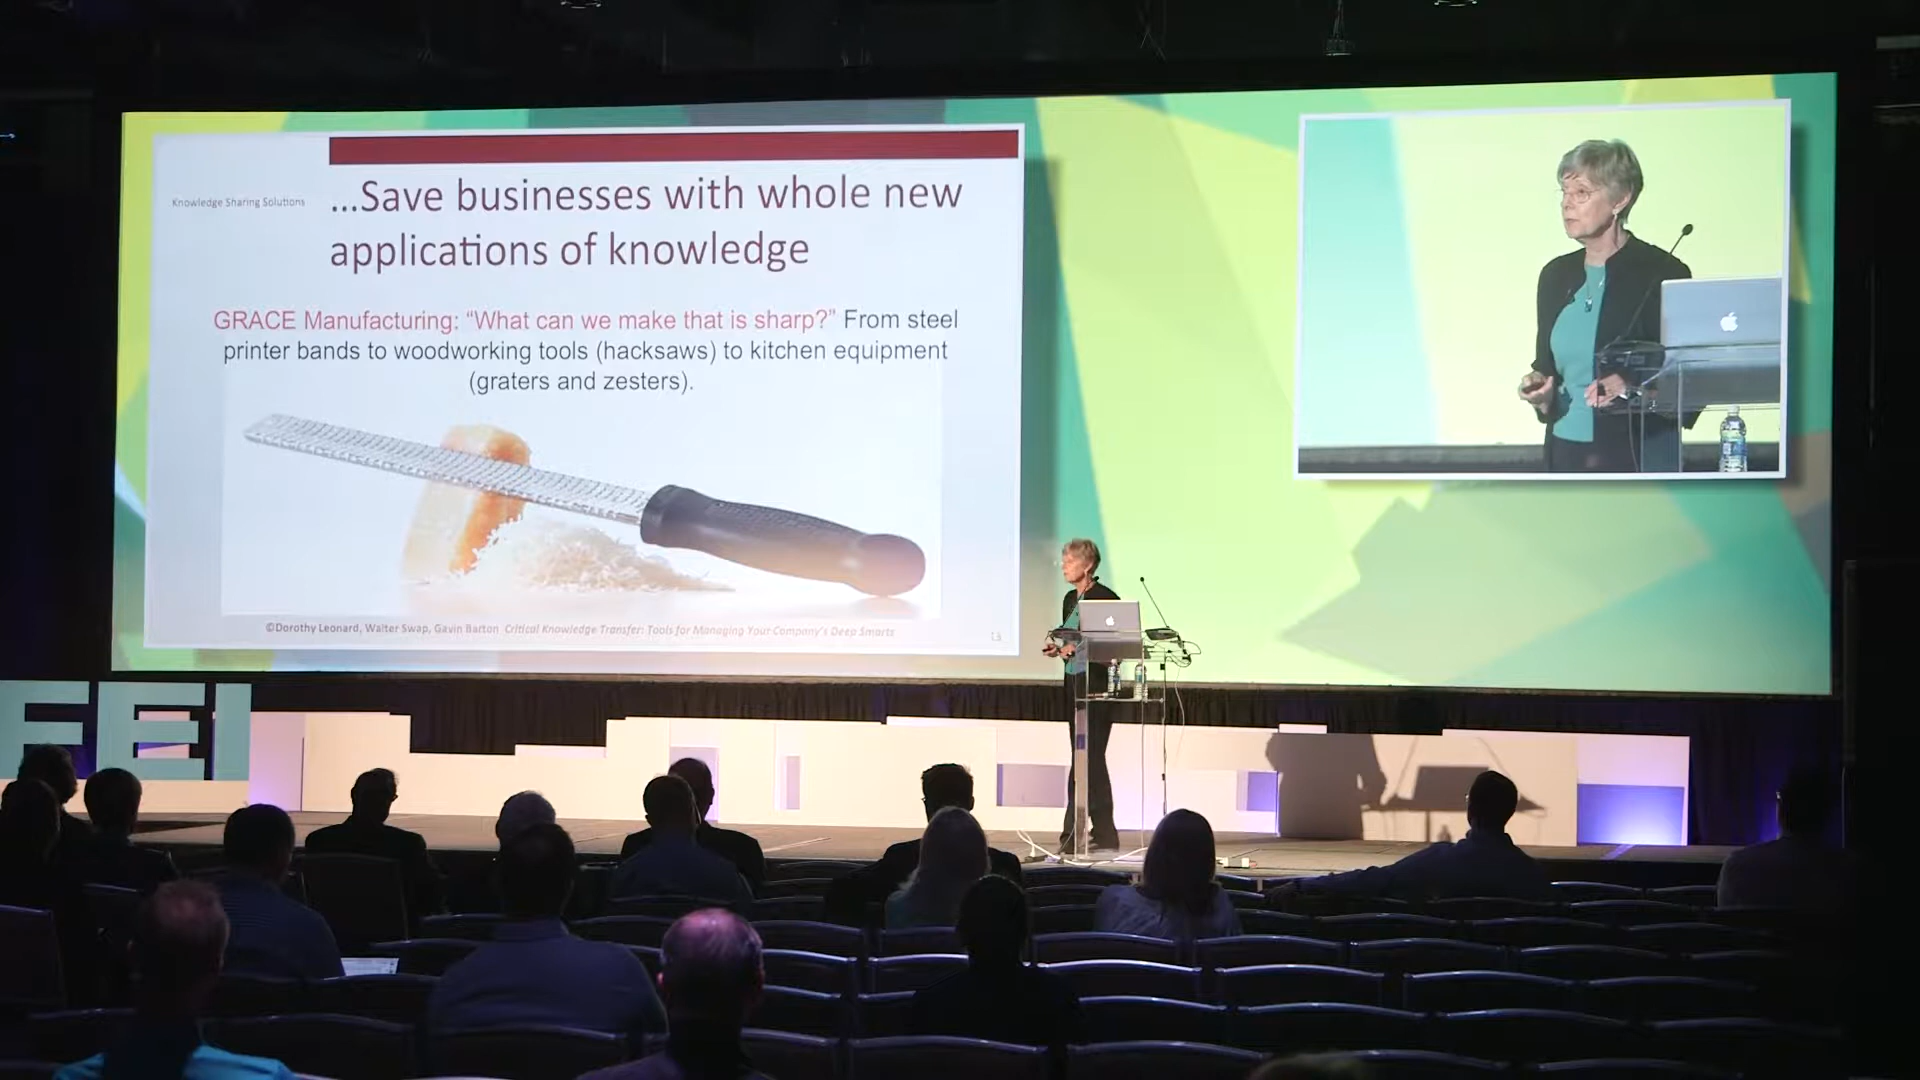 Knowledge Sharing Solutions
...Save businesses with whole new
applications of knowledge
GRACE Manufacturing: “What can we make that is sharp?” From steel
printer bands to woodworking tools (hacksaws) to kitchen equipment
(graters and zesters).
©Dorothy Leonard, Walter Swap, Gavin Barton Critical Knowledge Transfer: Tools for Managing Your Company's Deep Smarts
FEI